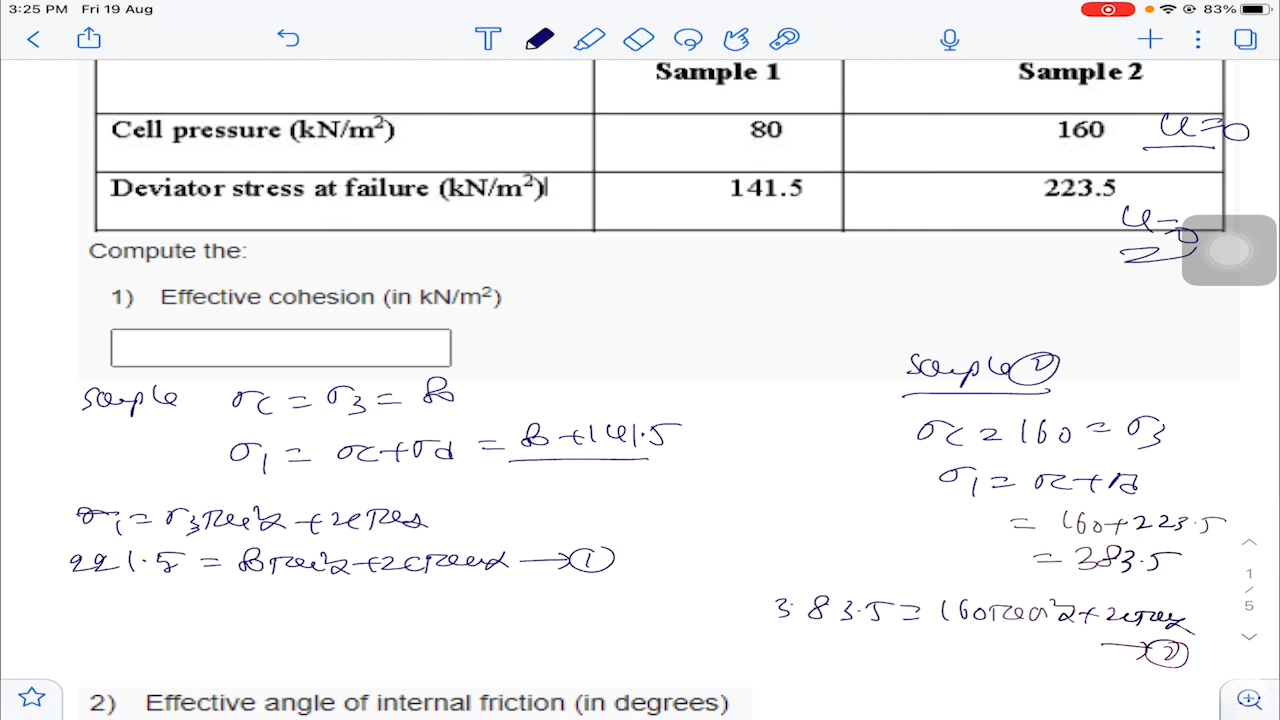 3:25 PM Fri 19 Aug 83%
Sample 1 Sample 2
Cell pressure (kN/m²) 80 160 u=0
Deviator stress at failure (kN/m²) 141.5 223.5
u=0
Compute the:
1) Effective cohesion (in kN/m²)
Sample σc = σ3 = 80
σ1 = σc+σd = 80+141.5
σ1 = σ3 tan²α + 2c tanα
221.5 = 80 tan²α + 2c tanα → ①
Sample ②
σc = 160 = σ3
σ1 = σc+σd
= 160+223.5
= 383.5
383.5 = 160 tan²α + 2c tanα
→ ②
1
/
5
2) Effective angle of internal friction (in degrees)